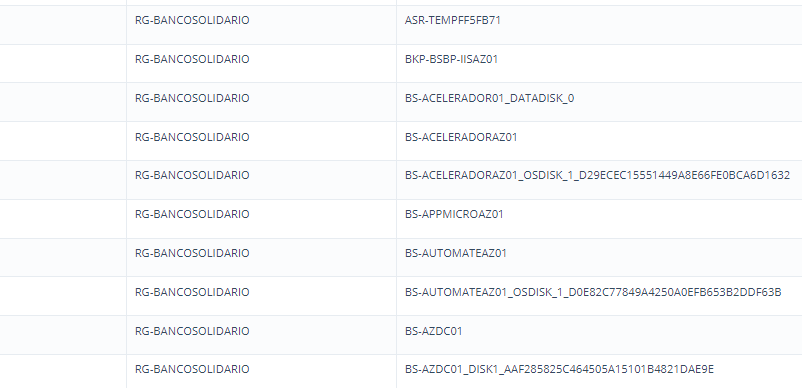 RG-BANCOSOLIDARIO ASR-TEMPFF5FB71
RG-BANCOSOLIDARIO BKP-BSBP-IISAZ01
RG-BANCOSOLIDARIO BS-ACELERADOR01_DATADISK_0
RG-BANCOSOLIDARIO BS-ACELERADORAZ01
RG-BANCOSOLIDARIO BS-ACELERADORAZ01_OSDISK_1_D29ECEC15551449A8E66FE0BCA6D1632
RG-BANCOSOLIDARIO BS-APPMICROAZ01
RG-BANCOSOLIDARIO BS-AUTOMATEAZ01
RG-BANCOSOLIDARIO BS-AUTOMATEAZ01_OSDISK_1_D0E82C77849A4250A0EFB653B2DDF63B
RG-BANCOSOLIDARIO BS-AZDC01
RG-BANCOSOLIDARIO BS-AZDC01_DISK1_AAF285825C464505A15101B4821DAE9E